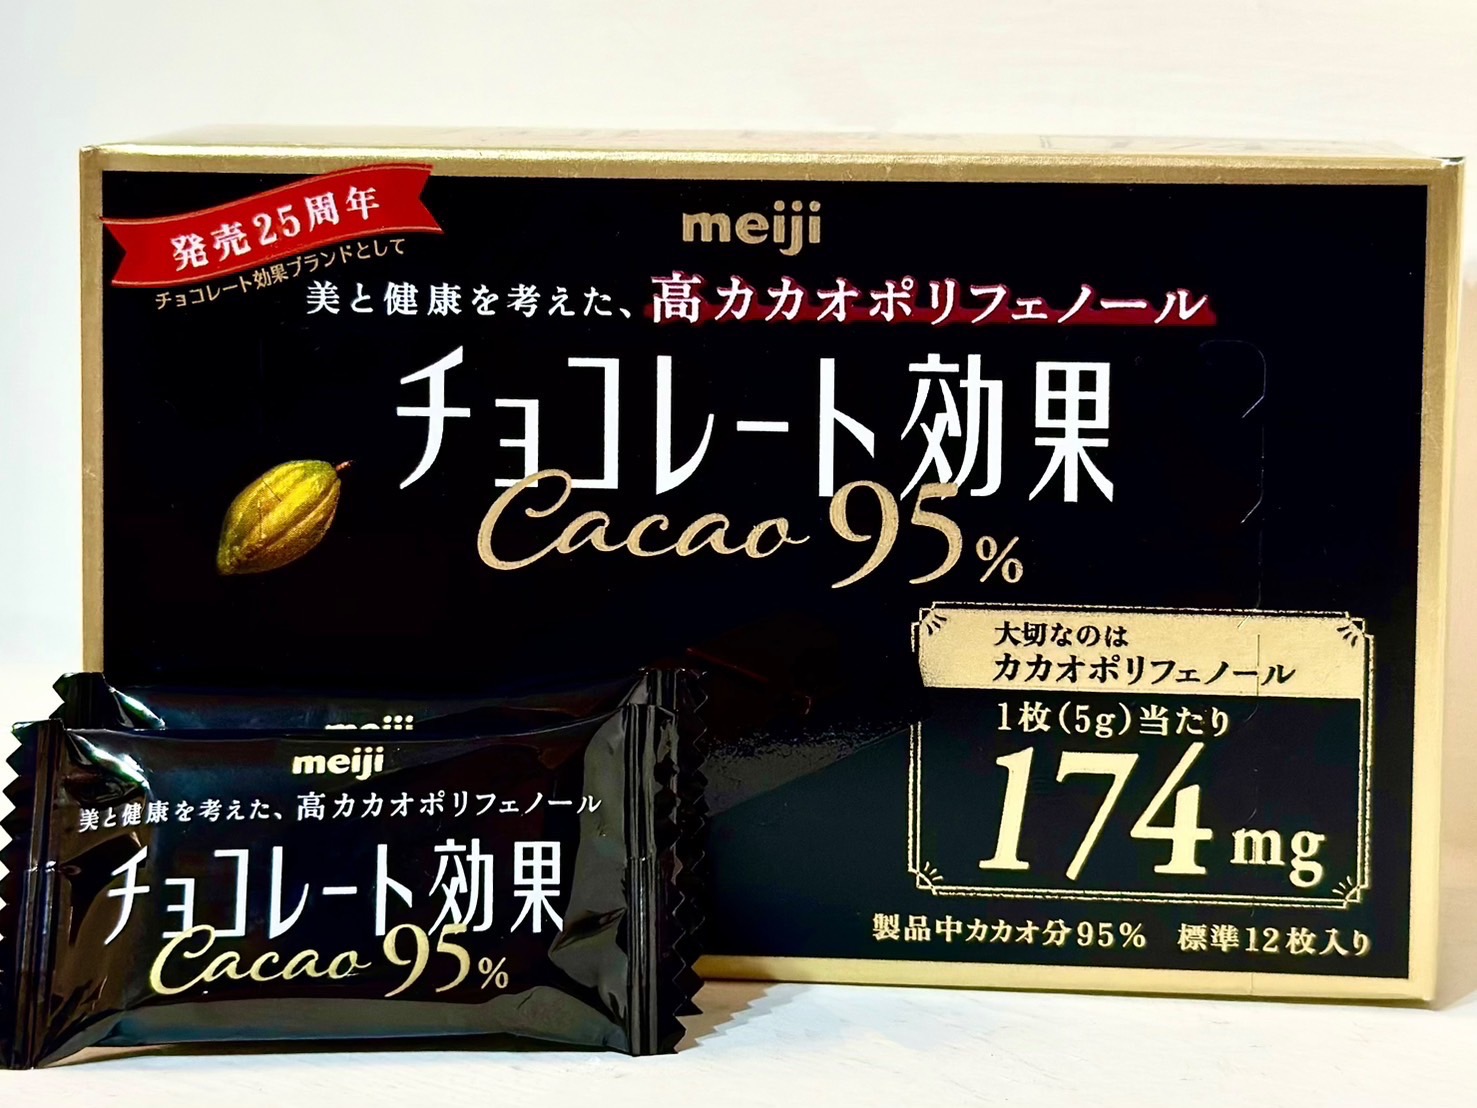 発売25周年
チョコレート効果ブランドとして
meiji
美と健康を考えた、高カカオポリフェノール
チョコレート効果
Cacao 95%
大切なのは
カカオポリフェノール
1枚(5g)当たり
174mg
製品中カカオ分95% 標準12枚入り
meiji
meiji
美と健康を考えた、高カカオポリフェノール
チョコレート効果
Cacao 95%